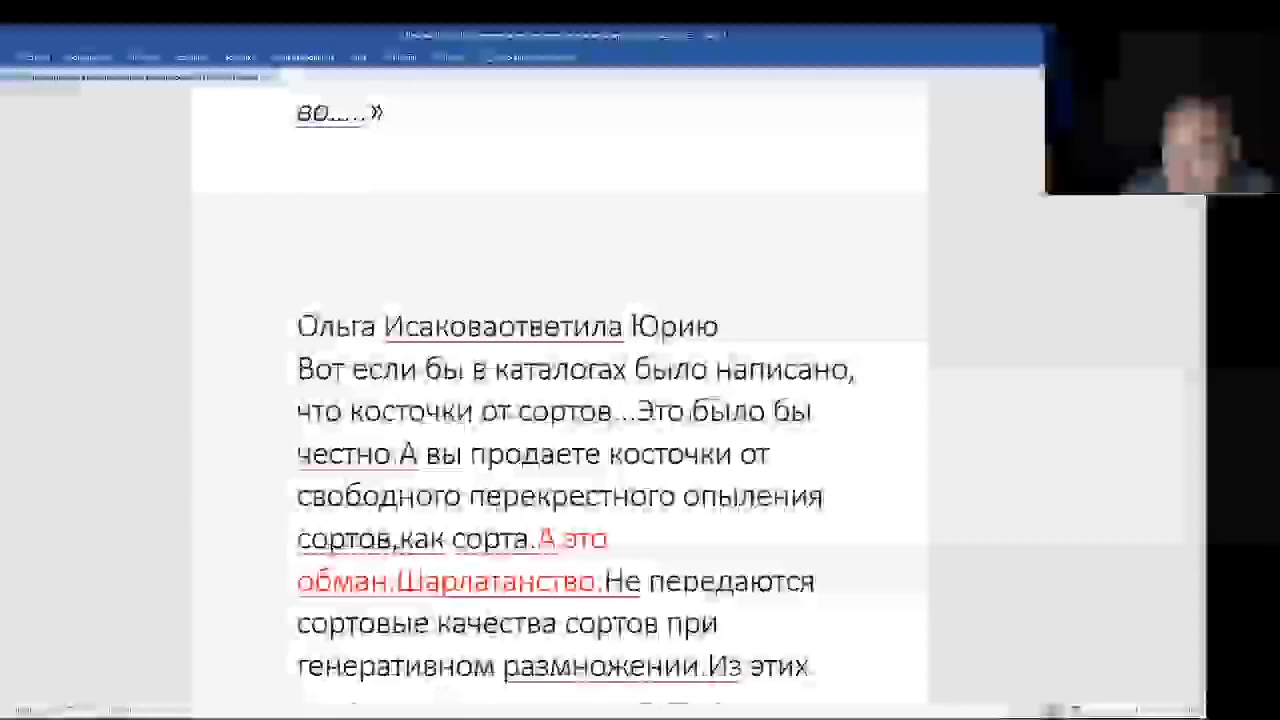 во.....»
Ольга Исаковаответила Юрию
Вот если бы в каталогах было написано,
что косточки от сортов...Это было бы
честно.А вы продаете косточки от
свободного перекрестного опыления
сортов,как сорта.А это
обман.Шарлатанство.Не передаются
сортовые качества сортов при
генеративном размножении.Из этих